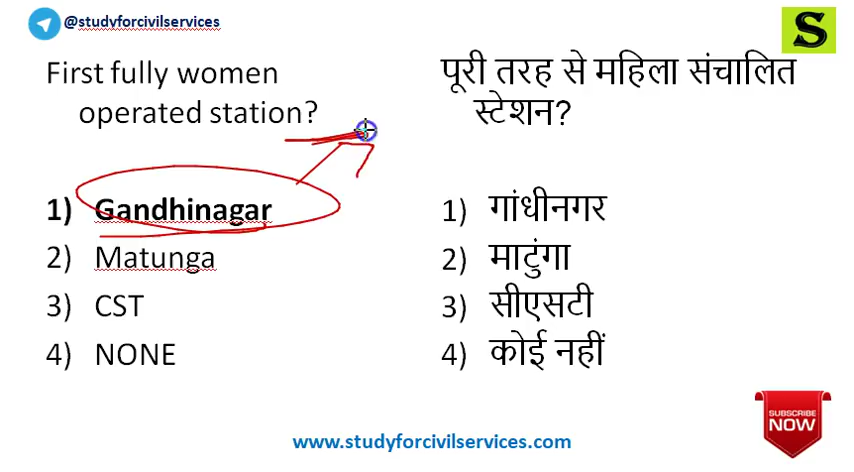 @studyforcivilservices
S
First fully women
operated station?
1) Gandhinagar
2) Matunga
3) CST
4) NONE
पूरी तरह से महिला संचालित
स्टेशन?
1) गांधीनगर
2) माटुंगा
3) सीएसटी
4) कोई नहीं
SUBSCRIBE
NOW
www.studyforcivilservices.com